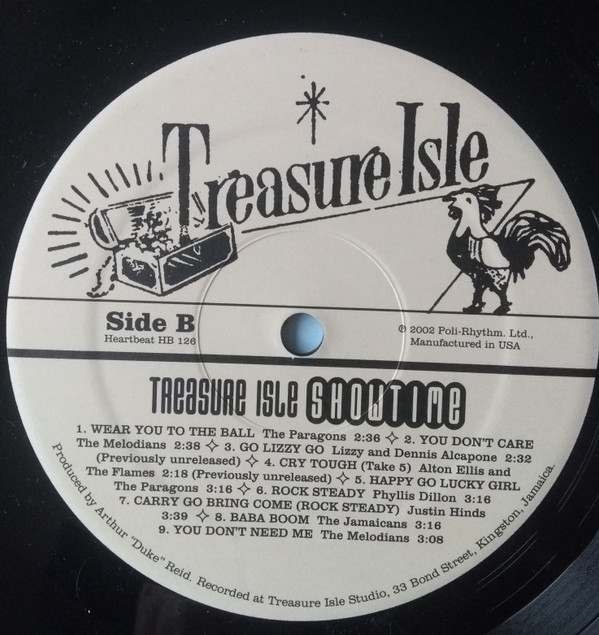 Treasure Isle
Side B
Heartbeat HB 126
℗ 2002 Poli-Rhythm. Ltd.,
Manufactured in USA
TREASURE ISLE SHOWTIME
1. WEAR YOU TO THE BALL The Paragons 2:36 ✧ 2. YOU DON'T CARE
The Melodians 2:38 ✧ 3. GO LIZZY GO Lizzy and Dennis Alcapone 2:32
(Previously unreleased) ✧ 4. CRY TOUGH (Take 5) Alton Ellis and
The Flames 2:18 (Previously unreleased) ✧ 5. HAPPY GO LUCKY GIRL
The Paragons 3:16 ✧ 6. ROCK STEADY Phyllis Dillon 3:16
7. CARRY GO BRING COME (ROCK STEADY) Justin Hinds
3:39 ✧ 8. BABA BOOM The Jamaicans 3:16
9. YOU DON'T NEED ME The Melodians 3:08
Produced by Arthur "Duke" Reid. Recorded at Treasure Isle Studio, 33 Bond Street, Kingston, Jamaica.